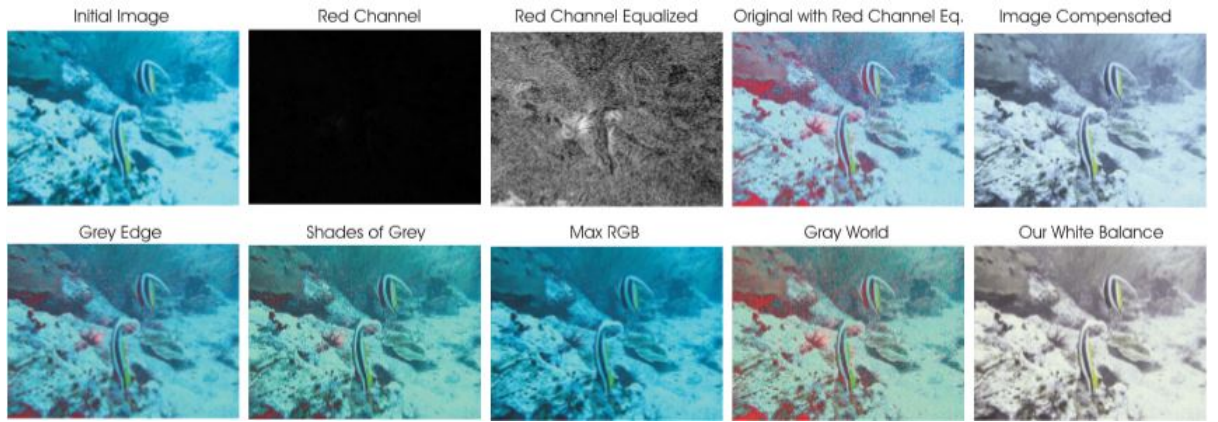 Initial Image
Red Channel
Red Channel Equalized
Original with Red Channel Eq.
Image Compensated
Grey Edge
Shades of Grey
Max RGB
Gray World
Our White Balance